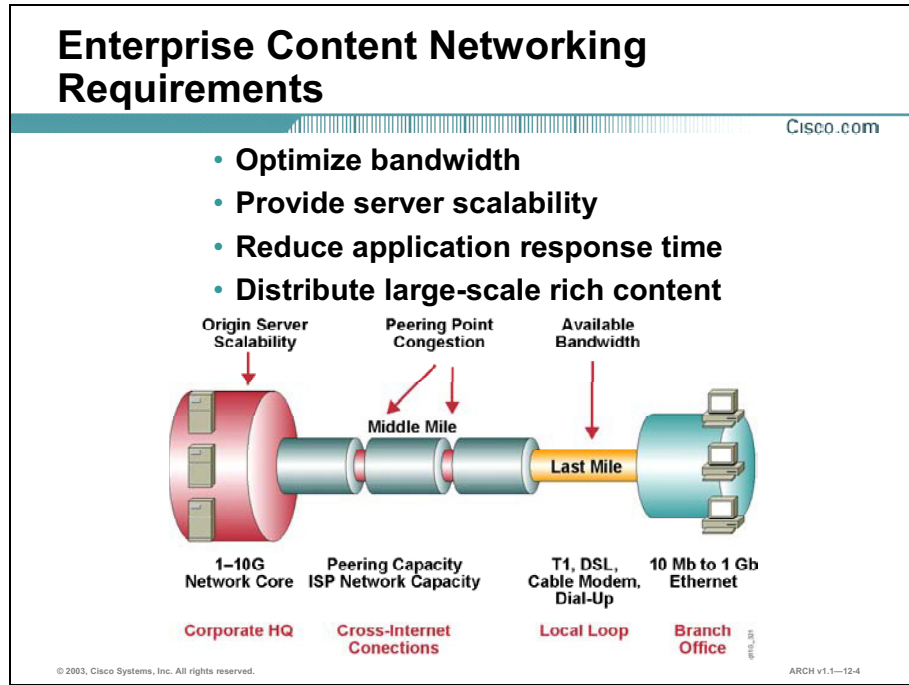 Enterprise Content Networking
Requirements
Cisco.com
• Optimize bandwidth
• Provide server scalability
• Reduce application response time
• Distribute large-scale rich content
Origin Server
Scalability
Peering Point
Congestion
Available
Bandwidth
Middle Mile
Last Mile
1–10G
Network Core
Peering Capacity
ISP Network Capacity
T1, DSL,
Cable Modem,
Dial-Up
10 Mb to 1 Gb
Ethernet
Corporate HQ
Cross-Internet
Conections
Local Loop
Branch
Office
© 2003, Cisco Systems, Inc. All rights reserved.
ARCH v1.1—12-4